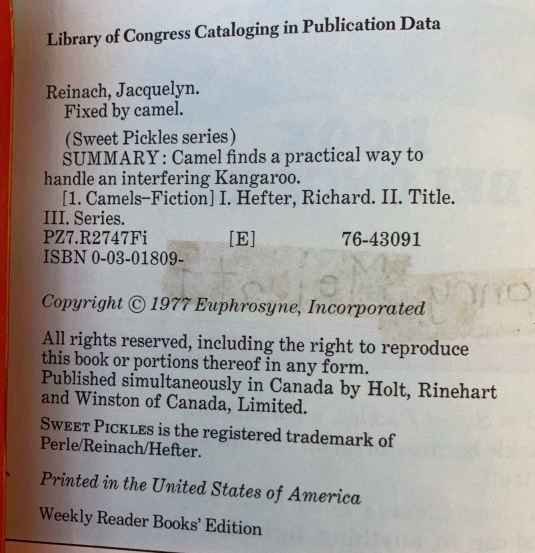 Library of Congress Cataloging in Publication Data
Reinach, Jacquelyn.
Fixed by camel.
(Sweet Pickles series)
SUMMARY: Camel finds a practical way to
handle an interfering Kangaroo.
[1. Camels–Fiction] I. Hefter, Richard. II. Title.
III. Series.
PZ7.R2747Fi [E] 76-43091
ISBN 0-03-01809-
Copyright © 1977 Euphrosyne, Incorporated
All rights reserved, including the right to reproduce
this book or portions thereof in any form.
Published simultaneously in Canada by Holt, Rinehart
and Winston of Canada, Limited.
SWEET PICKLES is the registered trademark of
Perle/Reinach/Hefter.
Printed in the United States of America
Weekly Reader Books' Edition